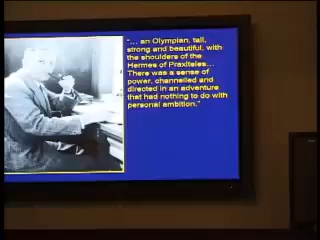 "... an Olympian, tall,
strong and beautiful, with
the shoulders of the
Hermes of Praxiteles...
There was a sense of
power, channelled and
directed in an adventure
that had nothing to do with
personal ambition."